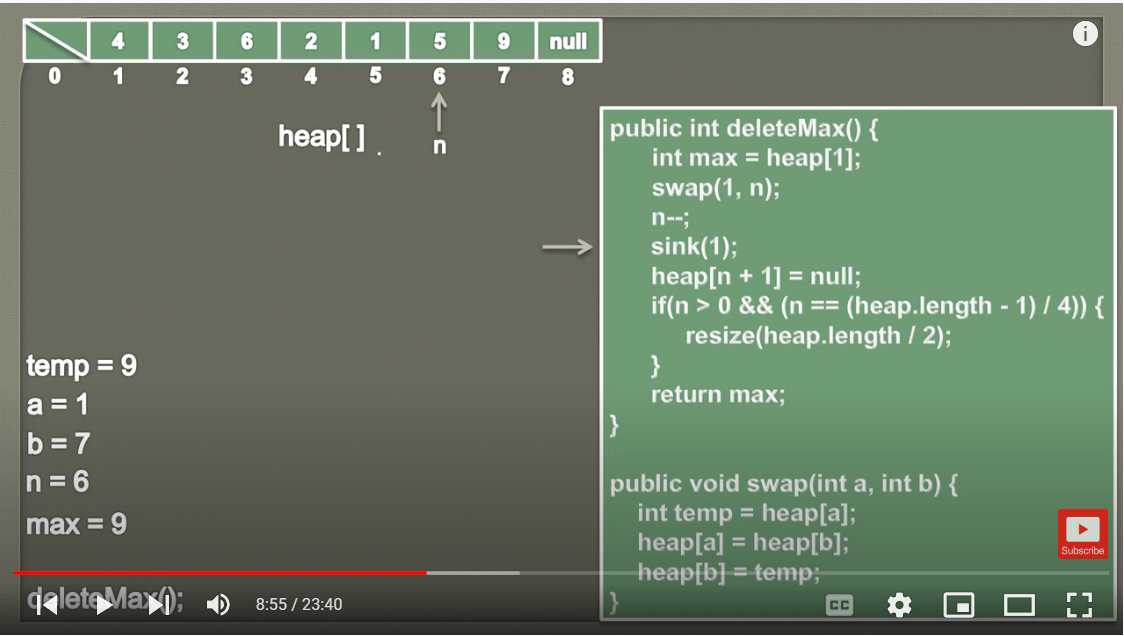 4 3 6 2 1 5 9 null
0 1 2 3 4 5 6 7 8
heap[ ] .
n
public int deleteMax() {
int max = heap[1];
swap(1, n);
n--;
sink(1);
heap[n + 1] = null;
if(n > 0 && (n == (heap.length - 1) / 4)) {
resize(heap.length / 2);
}
return max;
}
public void swap(int a, int b) {
int temp = heap[a];
heap[a] = heap[b];
heap[b] = temp;
}
temp = 9
a = 1
b = 7
n = 6
max = 9
deleteMax();
Subscribe
8:55 / 23:40
CC
i